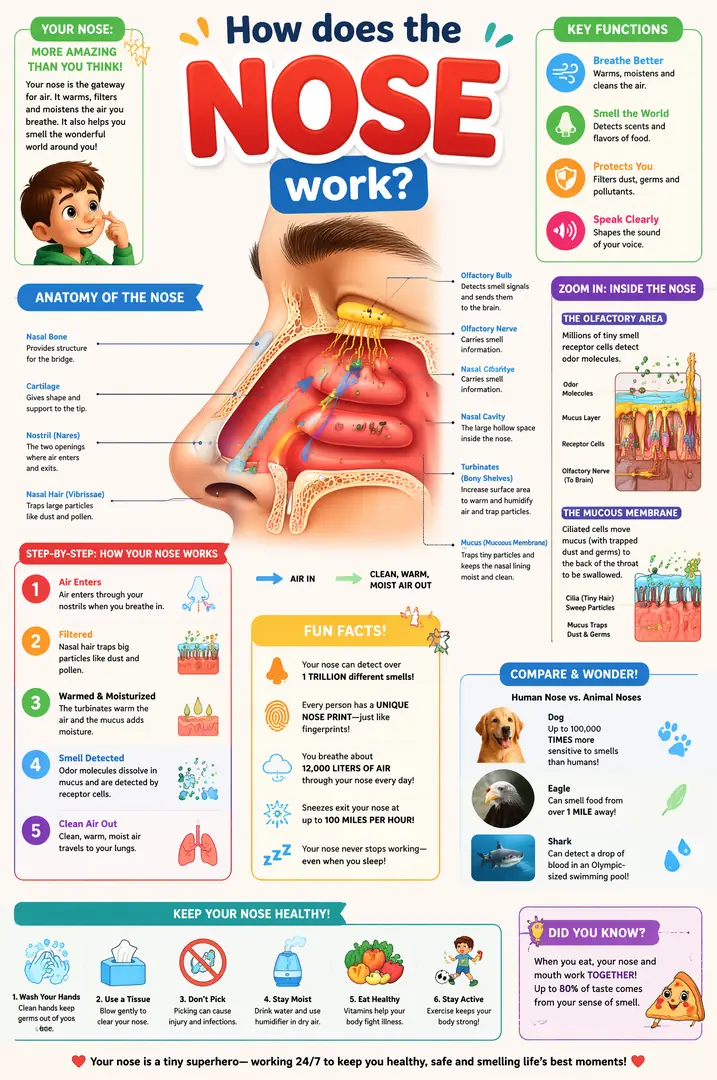 How does the
NOSE
work?
YOUR NOSE:
MORE AMAZING
THAN YOU THINK!
Your nose is the gateway
for air. It warms, filters
and moistens the air you
breathe. It also helps you
smell the wonderful
world around you!
KEY FUNCTIONS
Breathe Better
Warms, moistens and
cleans the air.
Smell the World
Detects scents and
flavors of food.
Protects You
Filters dust, germs and
pollutants.
Speak Clearly
Shapes the sound
of your voice.
ANATOMY OF THE NOSE
Nasal Bone
Provides structure
for the bridge.
Cartilage
Gives shape and
support to the tip.
Nostril (Nares)
The two openings
where air enters
and exits.
Nasal Hair (Vibrissae)
Traps large particles
like dust and pollen.
Olfactory Bulb
Detects smell signals
and sends them
to the brain.
Olfactory Nerve
Carries smell
information.
Nasal
Carries smell
information.
Nasal Cavity
The large hollow space
inside the nose.
Turbinates
(Bony Shelves)
Increase surface area
to warm and humidify
air and trap particles.
Mucus (Mucous Membrane)
Traps tiny particles and
keeps the nasal lining
moist and clean.
AIR IN
CLEAN, WARM,
MOIST AIR OUT
ZOOM IN: INSIDE THE NOSE
THE OLFACTORY AREA
Millions of tiny smell
receptor cells detect
odor molecules.
Odor
Molecules
Mucus Layer
Receptor Cells
Olfactory Nerve
(To Brain)
THE MUCOUS MEMBRANE
Ciliated cells move
mucus (with trapped
dust and germs) to
the back of the throat
to be swallowed.
Cilia (Tiny Hair)
Sweep Particles
Mucus Traps
Dust & Germs
STEP-BY-STEP: HOW YOUR NOSE WORKS
1
Air Enters
Air enters through your
nostrils when you breathe in.
2
Filtered
Nasal hair traps big
particles like dust and
pollen.
3
Warmed & Moisturized
The turbinates warm the
air and the mucus adds
moisture.
4
Smell Detected
Odor molecules dissolve in
mucus and are detected by
receptor cells.
5
Clean Air Out
Clean, warm, moist air
travels to your lungs.
FUN FACTS!
Your nose can detect over
1 TRILLION different smells!
Every person has a UNIQUE
NOSE PRINT—just like
fingerprints!
You breathe about
12,000 LITERS OF AIR
through your nose every day!
Sneezes exit your nose at
up to 100 MILES PER HOUR!
zzz
Your nose never stops working—
even when you sleep!
COMPARE & WONDER!
Human Nose vs. Animal Noses
Dog
Up to 100,000
TIMES more
sensitive to smells
than humans!
Eagle
Can smell food from
over 1 MILE away!
Shark
Can detect a drop of
blood in an Olympic-
sized swimming pool!
KEEP YOUR NOSE HEALTHY!
1. Wash Your Hands
Clean hands keep
germs out of
2. Use a Tissue
Blow gently to
clear your nose.
3. Don't Pick
Picking can cause
injury and infections.
4. Stay Moist
Drink water and use
humidifier in dry air.
5. Eat Healthy
Vitamins help your
body fight illness.
6. Stay Active
Exercise keeps your
body strong!
DID YOU KNOW?
When you eat, your nose and
mouth work TOGETHER!
Up to 80% of taste comes
from your sense of smell.
Your nose is a tiny superhero— working 24/7 to keep you healthy, safe and smelling life's best moments!